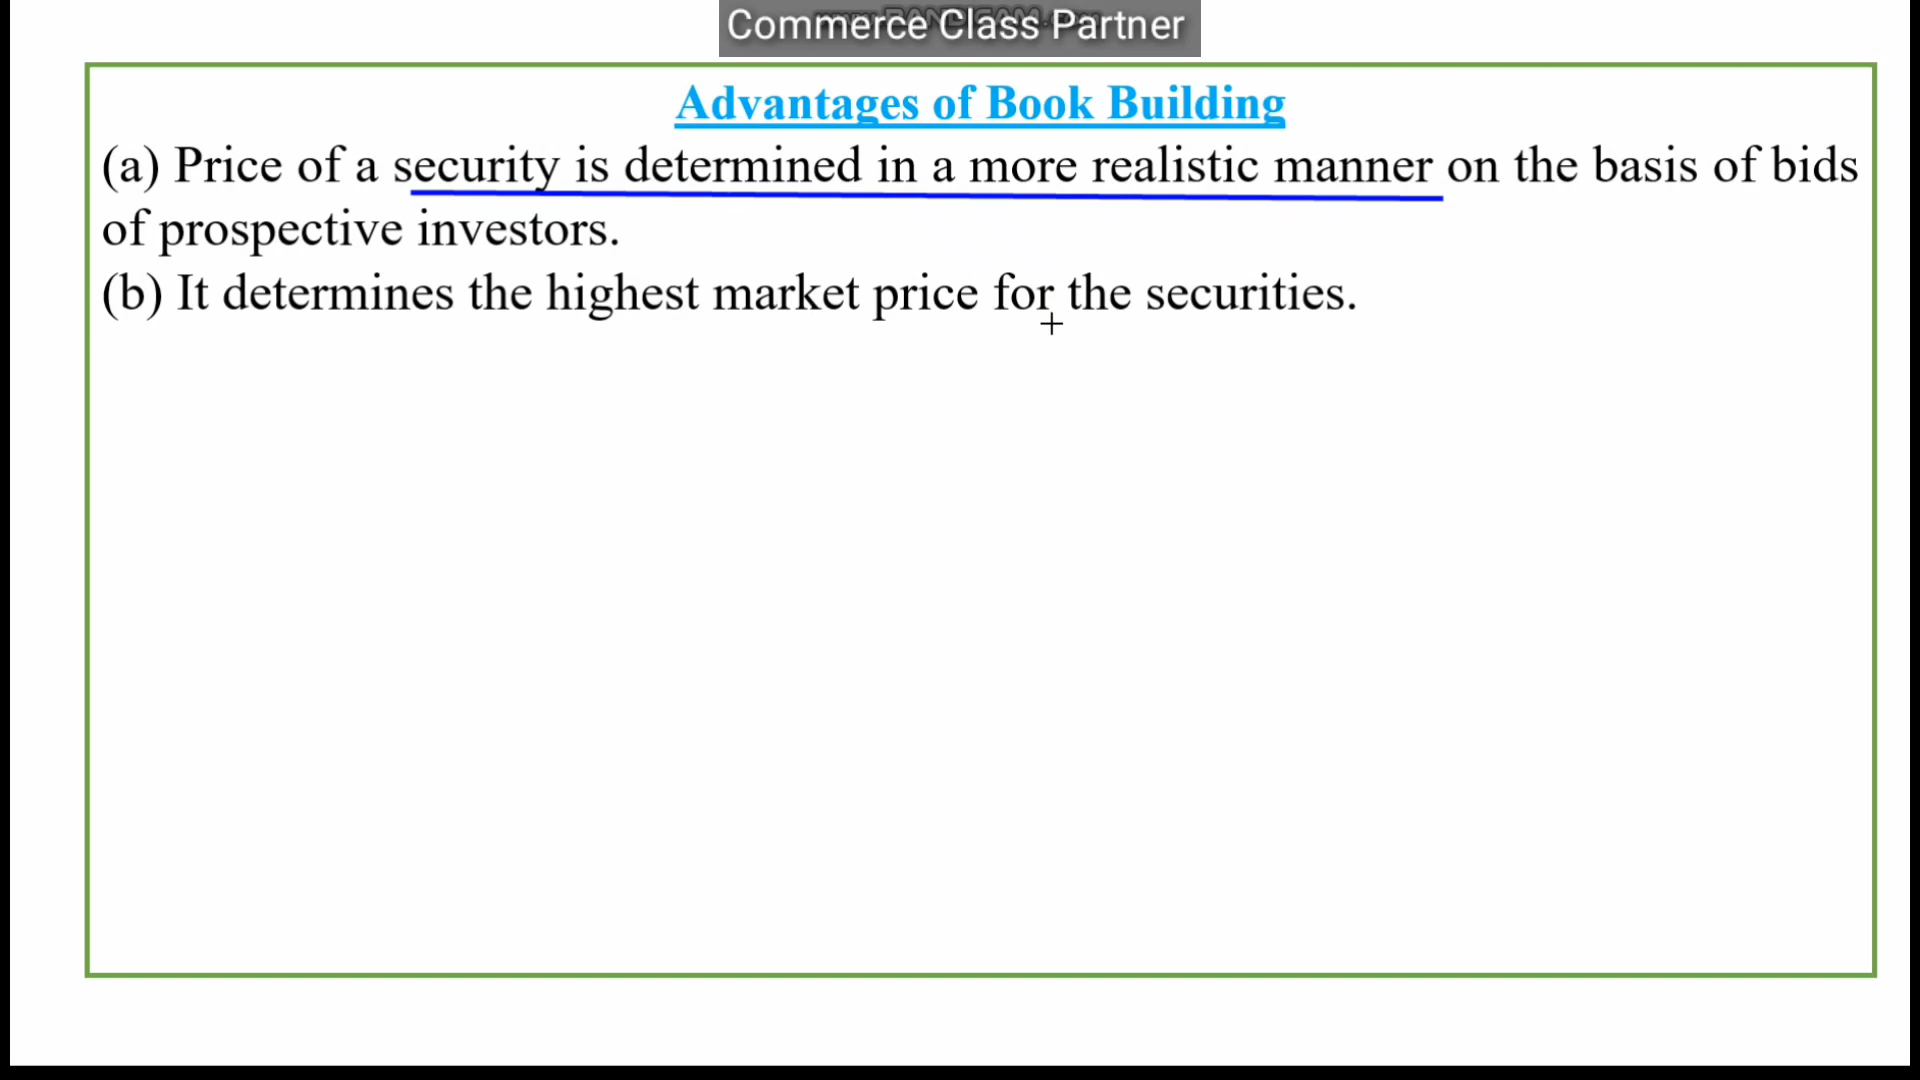 Commerce Class Partner
Advantages of Book Building
(a) Price of a security is determined in a more realistic manner on the basis of bids
of prospective investors.
(b) It determines the highest market price for the securities.